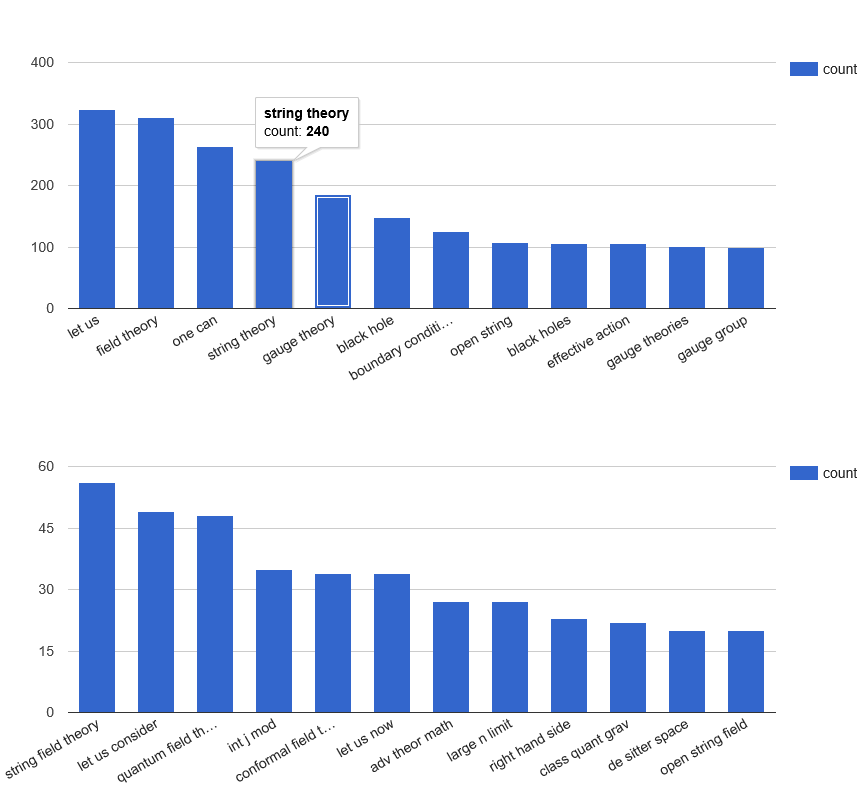 400
300
200
100
0
count
string theory
count: 240
let us
field theory
one can
string theory
gauge theory
black hole
boundary conditi…
open string
black holes
effective action
gauge theories
gauge group
60
45
30
15
0
count
string field theory
let us consider
quantum field th…
int j mod
conformal field t…
let us now
adv theor math
large n limit
right hand side
class quant grav
de sitter space
open string field